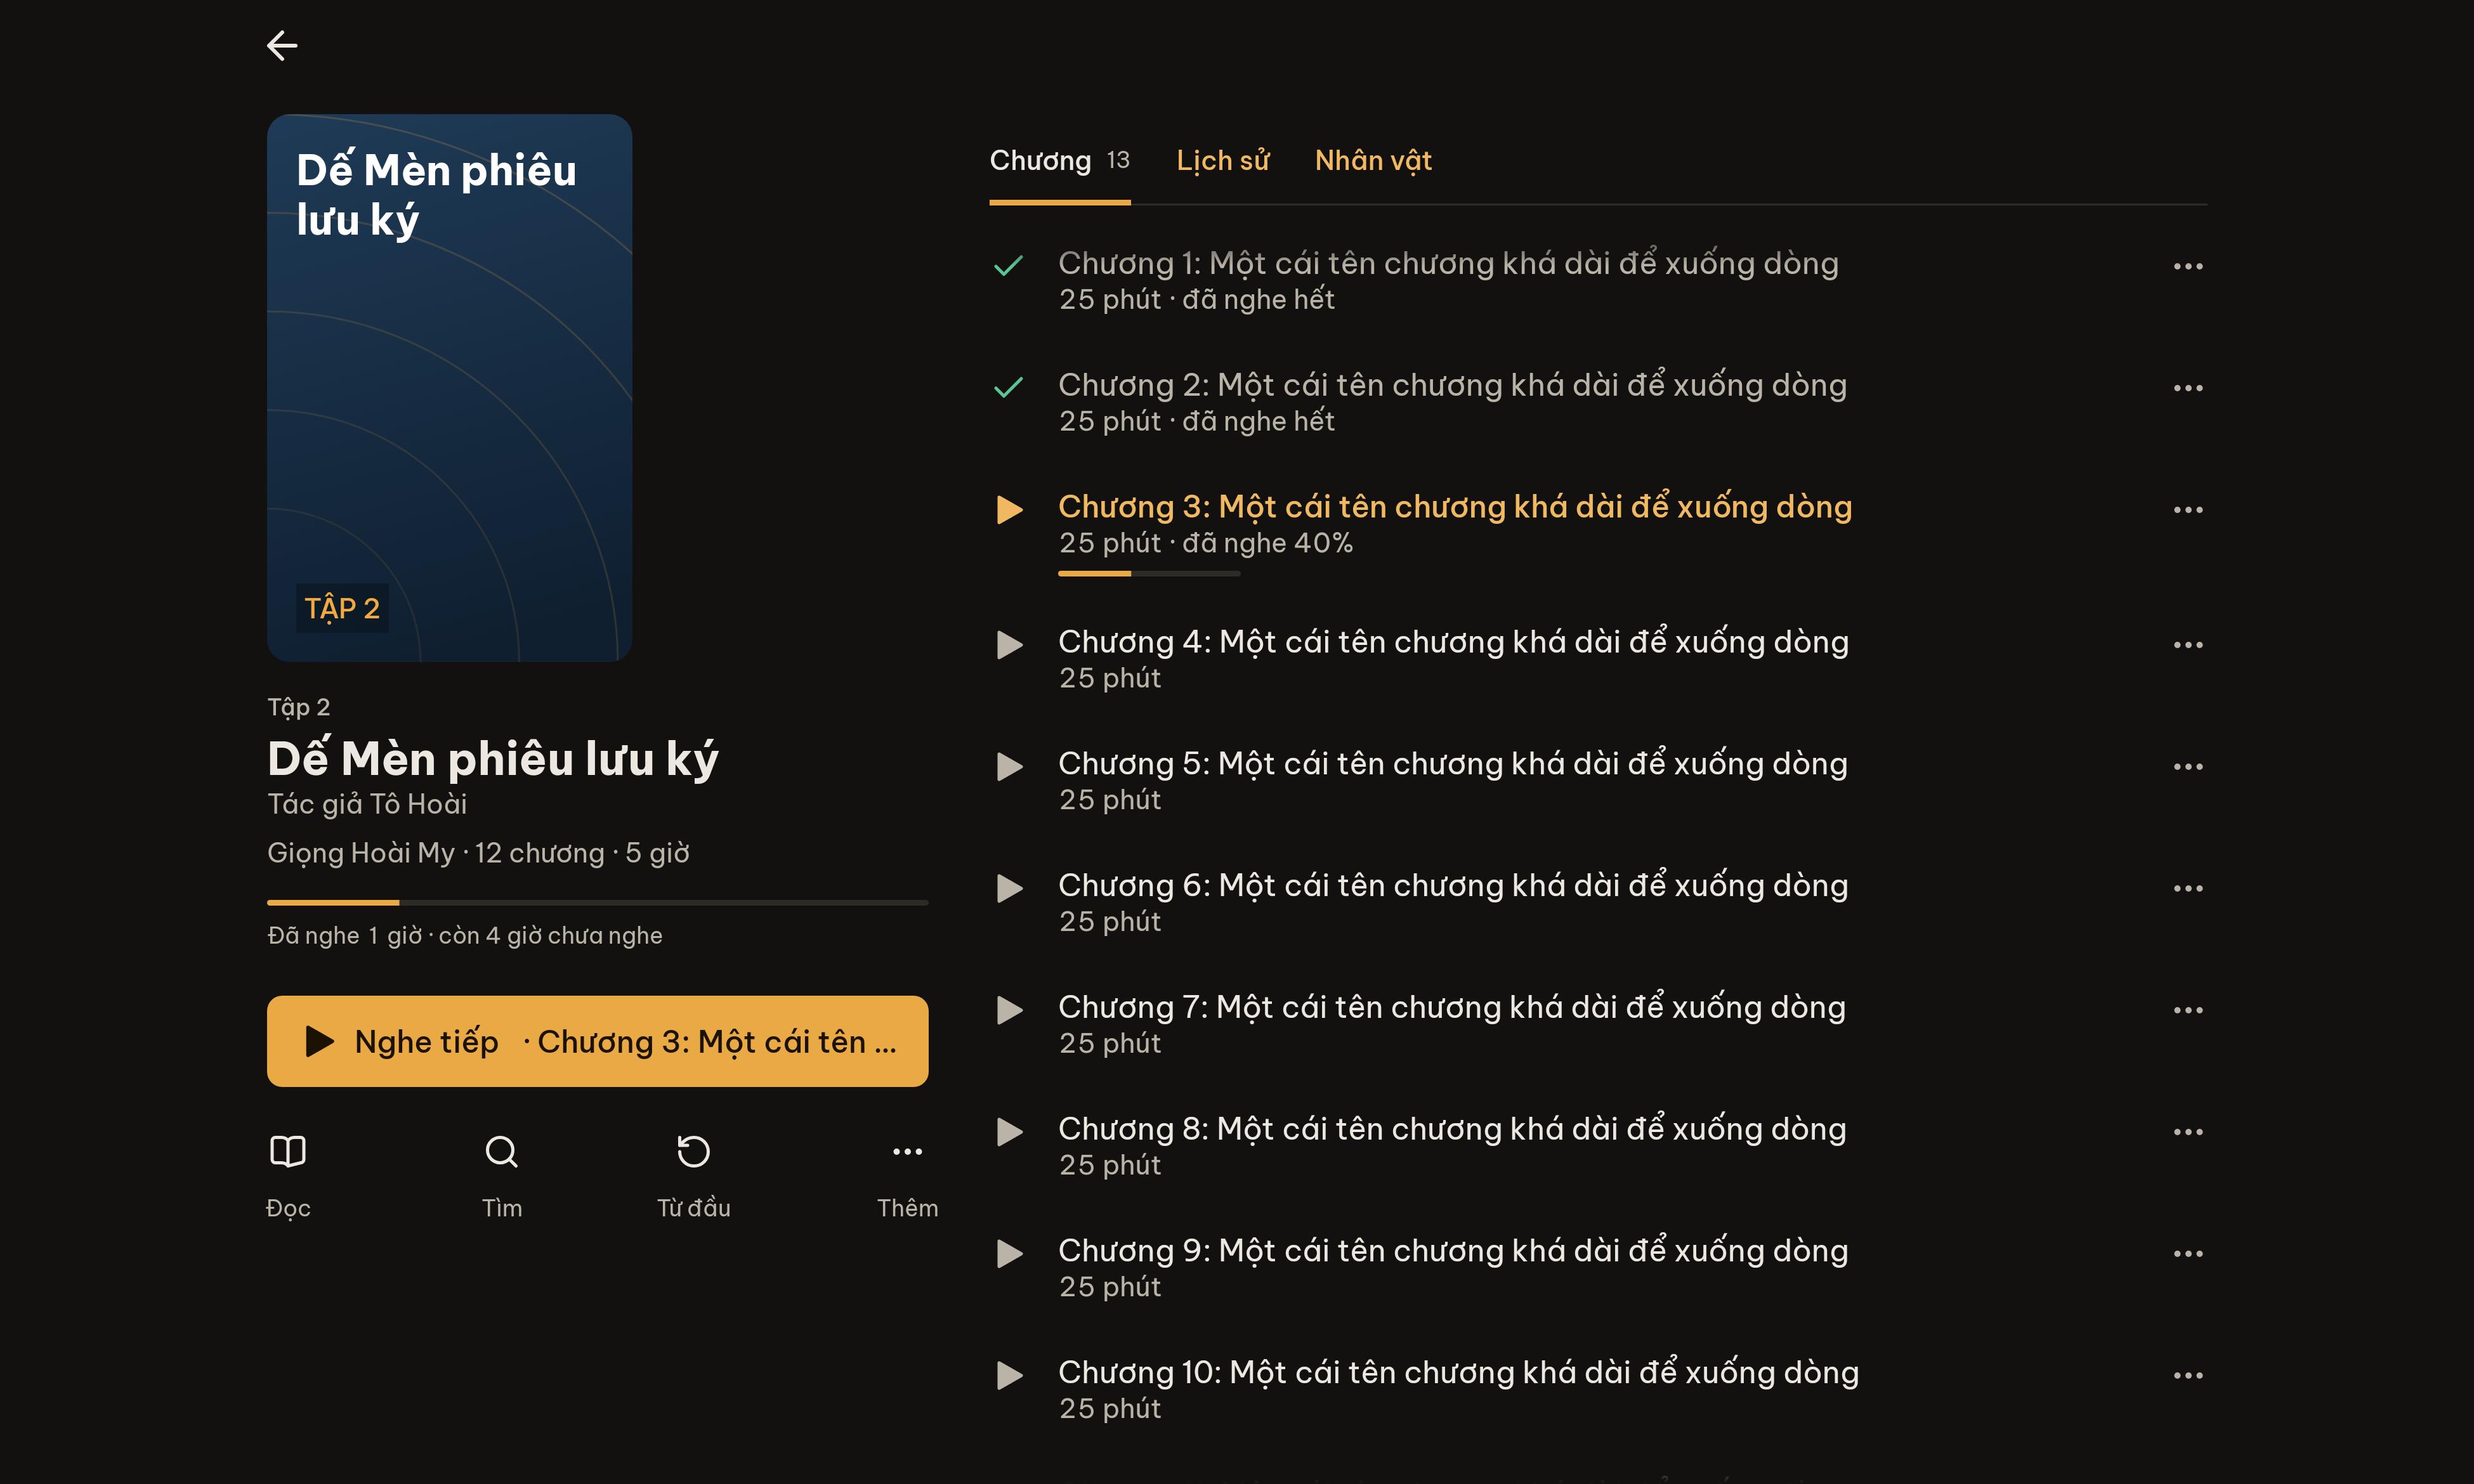 Dế Mèn phiêu
lưu ký
TẬP 2
Tập 2
Dế Mèn phiêu lưu ký
Tác giả Tô Hoài
Giọng Hoài My · 12 chương · 5 giờ
Đã nghe 1 giờ · còn 4 giờ chưa nghe
Nghe tiếp · Chương 3: Một cái tên ...
Đọc
Tìm
Từ đầu
Thêm
Chương 13
Lịch sử
Nhân vật
Chương 1: Một cái tên chương khá dài để xuống dòng
25 phút · đã nghe hết
Chương 2: Một cái tên chương khá dài để xuống dòng
25 phút · đã nghe hết
Chương 3: Một cái tên chương khá dài để xuống dòng
25 phút · đã nghe 40%
Chương 4: Một cái tên chương khá dài để xuống dòng
25 phút
Chương 5: Một cái tên chương khá dài để xuống dòng
25 phút
Chương 6: Một cái tên chương khá dài để xuống dòng
25 phút
Chương 7: Một cái tên chương khá dài để xuống dòng
25 phút
Chương 8: Một cái tên chương khá dài để xuống dòng
25 phút
Chương 9: Một cái tên chương khá dài để xuống dòng
25 phút
Chương 10: Một cái tên chương khá dài để xuống dòng
25 phút